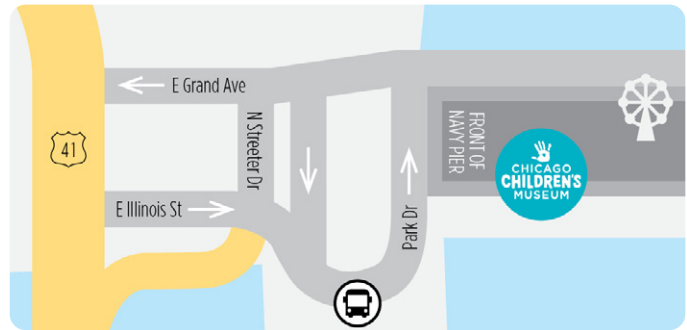 E Grand Ave
N Streeter Dr
41
E Illinois St
Park Dr
FRONT OF
NAVY PIER
CHICAGO
CHILDREN'S
MUSEUM